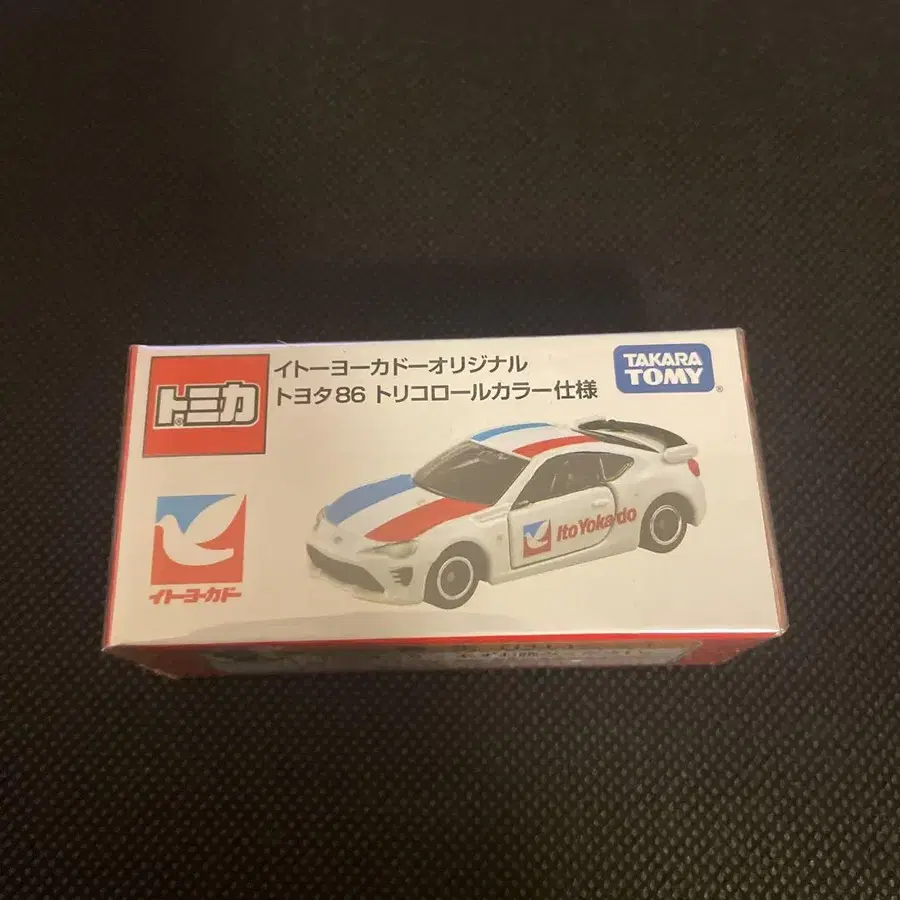 イトーヨーカドーオリジナル
トヨタ86 トリコロールカラー仕様
TAKARA
TOMY
®
トミカ
®
ItoYokado
イトーヨーカドー